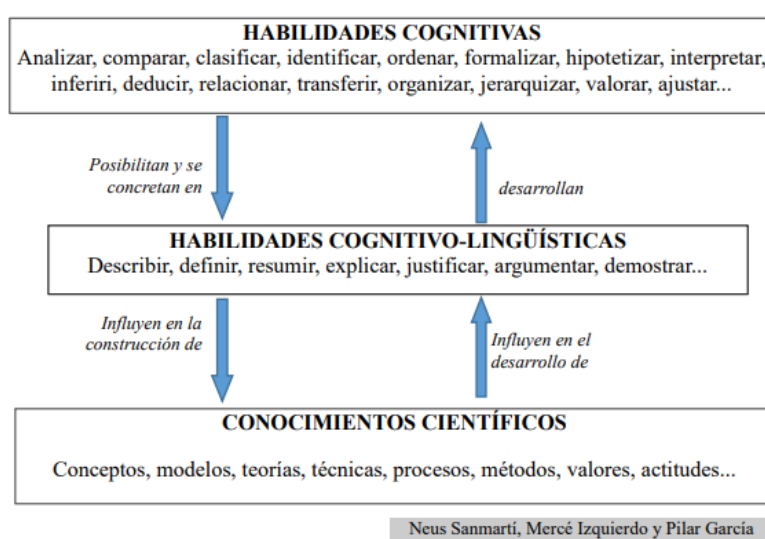 HABILIDADES COGNITIVAS
Analizar, comparar, clasificar, identificar, ordenar, formalizar, hipotetizar, interpretar,
inferiri, deducir, relacionar, transferir, organizar, jerarquizar, valorar, ajustar...
Posibilitan y se
concretan en
desarrollan
HABILIDADES COGNITIVO-LINGÜÍSTICAS
Describir, definir, resumir, explicar, justificar, argumentar, demostrar...
Influyen en la
construcción de
Influyen en el
desarrollo de
CONOCIMIENTOS CIENTÍFICOS
Conceptos, modelos, teorías, técnicas, procesos, métodos, valores, actitudes...
Neus Sanmartí, Mercé Izquierdo y Pilar García